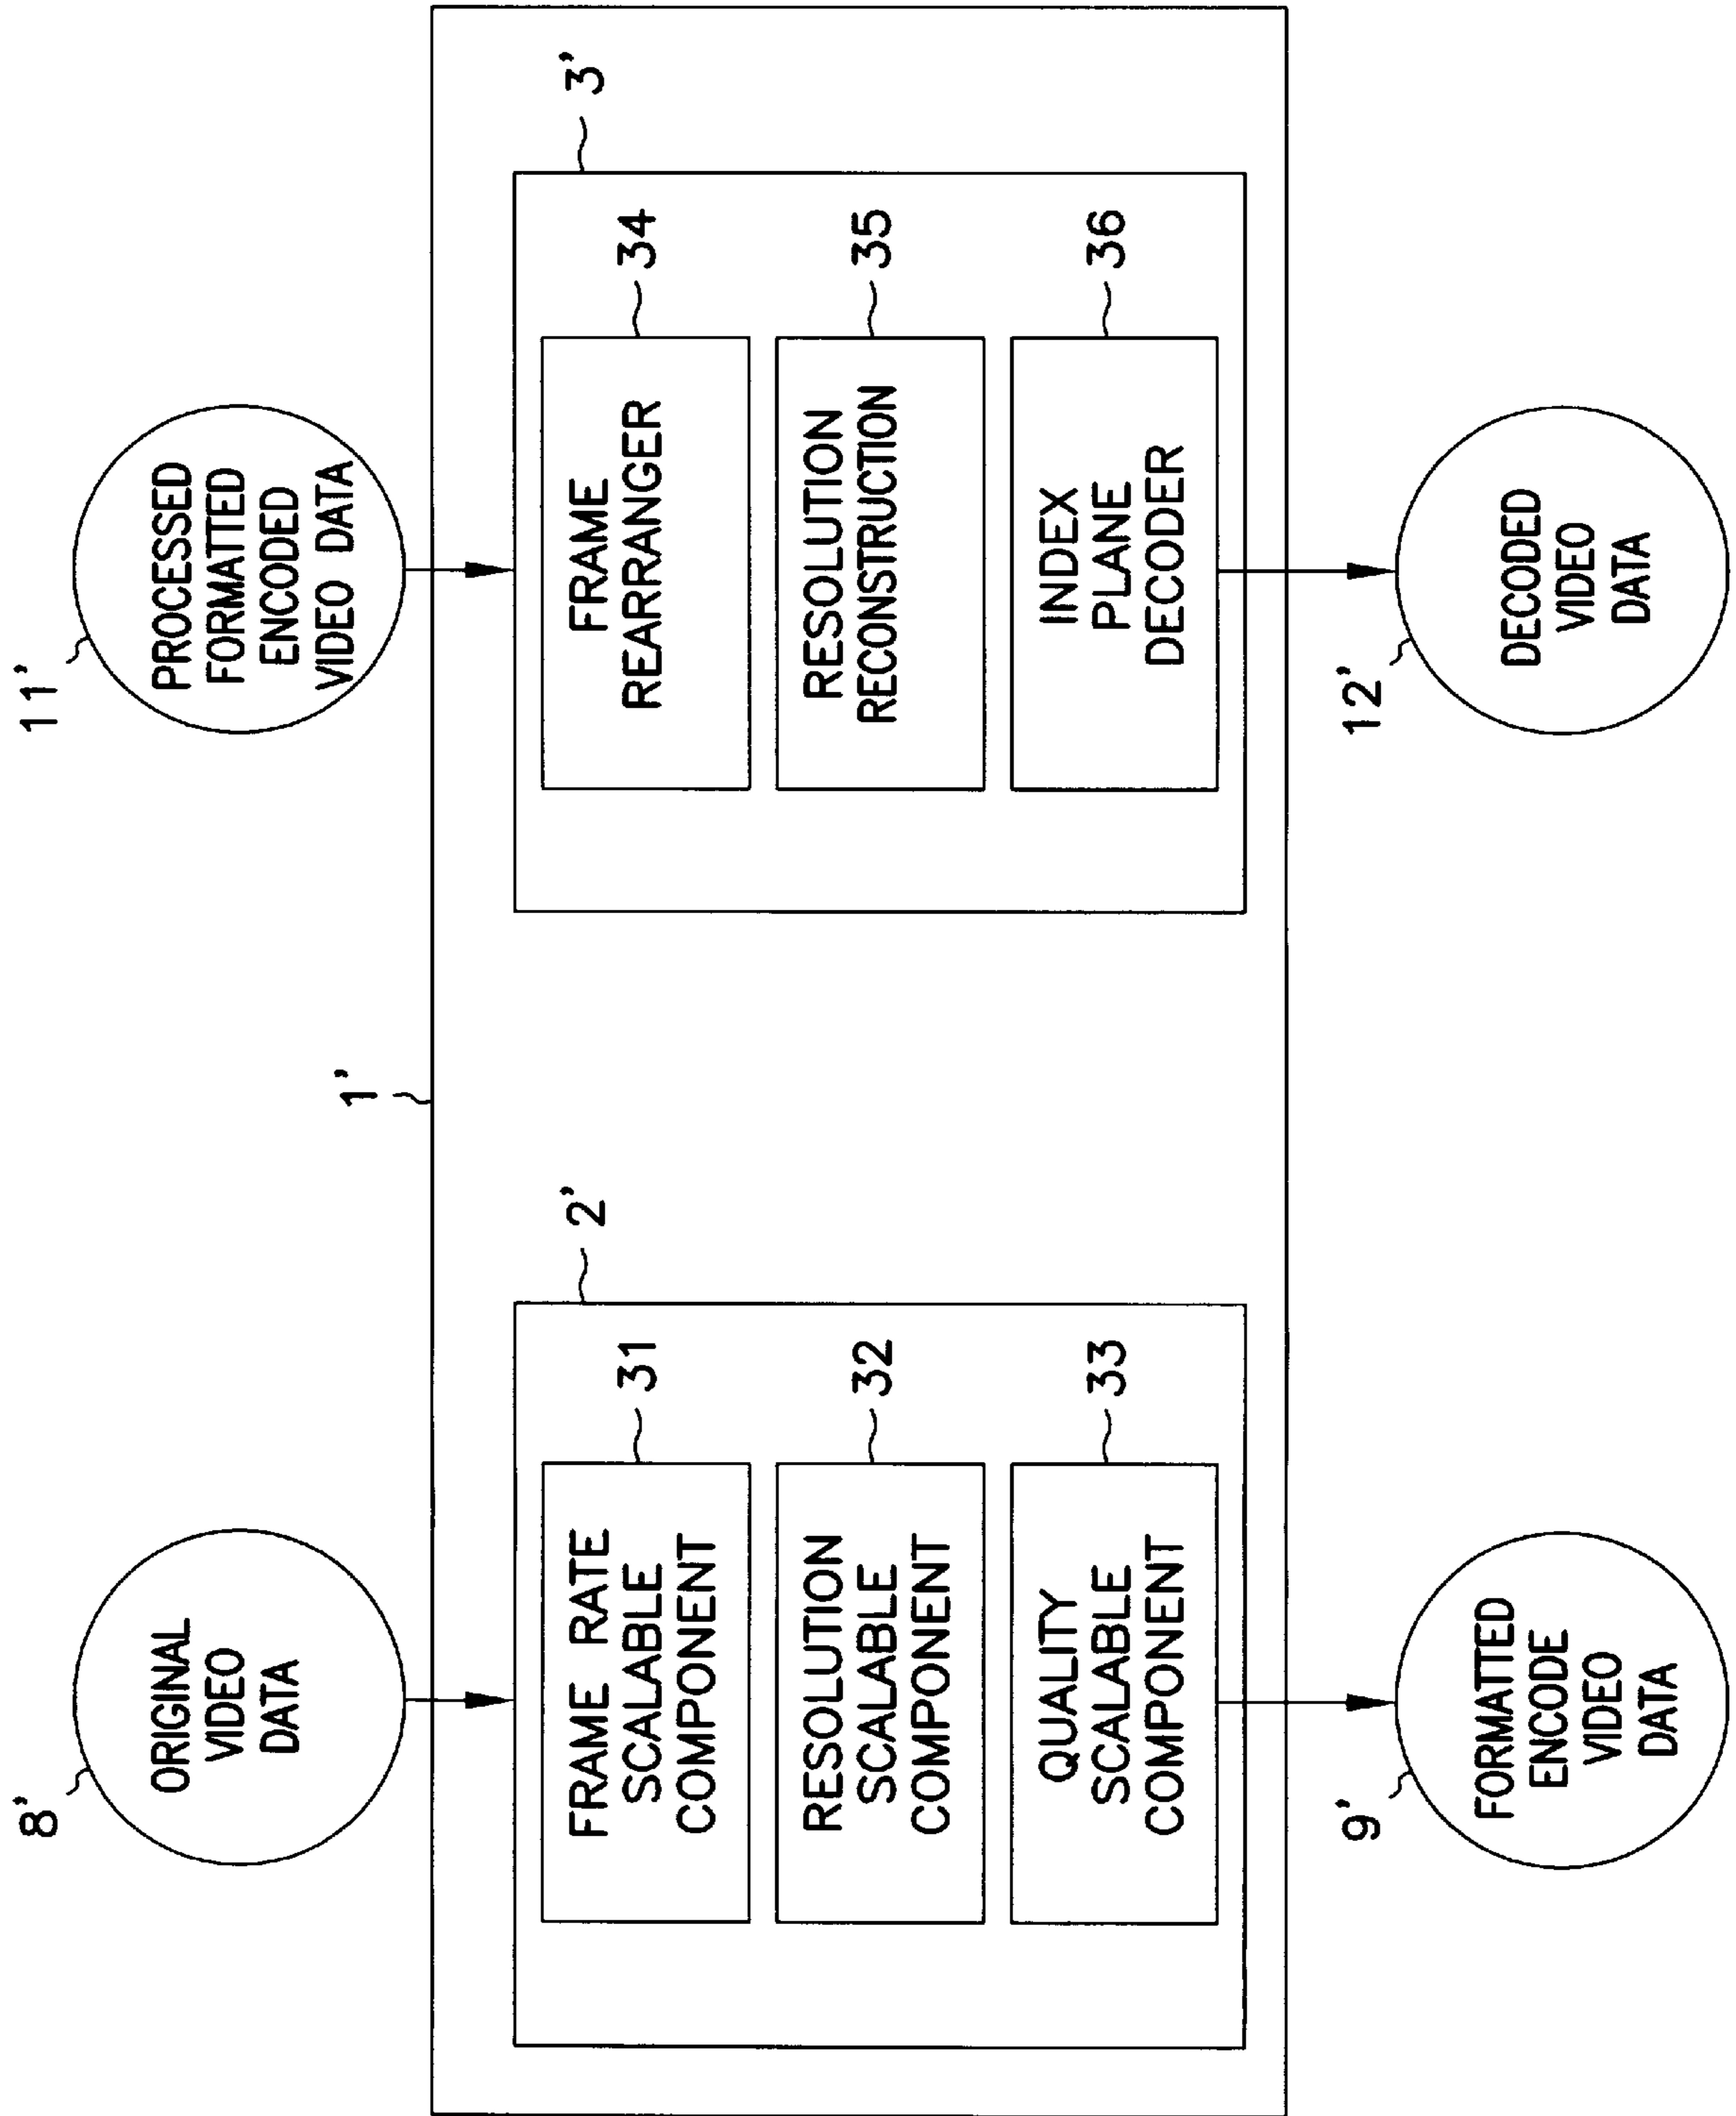 8'
ORIGINAL
VIDEO
DATA
11'
PROCESSED
FORMATTED
ENCODED
VIDEO DATA
1'
2'
FRAME RATE
SCALABLE
COMPONENT
31
RESOLUTION
SCALABLE
COMPONENT
32
QUALITY
SCALABLE
COMPONENT
33
3'
FRAME
REARRANGER
34
RESOLUTION
RECONSTRUCTION
35
INDEX
PLANE
DECODER
36
9'
FORMATTED
ENCODE
VIDEO
DATA
12'
DECODED
VIDEO
DATA